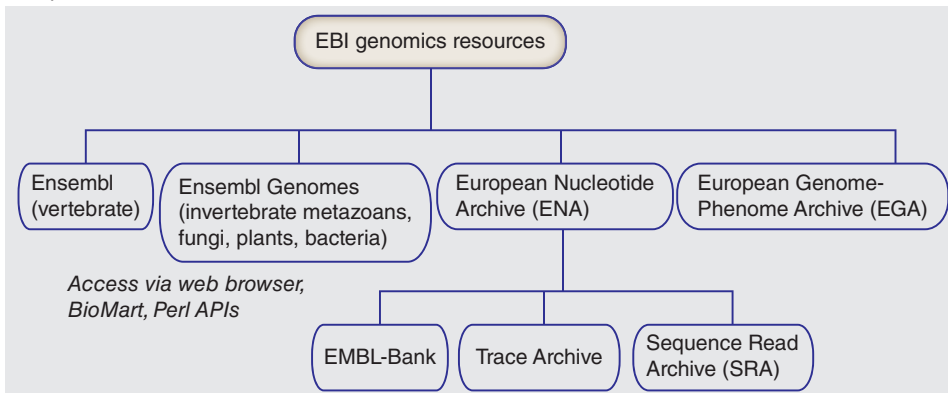 EBI genomics resources
Ensembl
(vertebrate)
Ensembl Genomes
(invertebrate metazoans,
fungi, plants, bacteria)
European Nucleotide
Archive (ENA)
European Genome-
Phenome Archive (EGA)
Access via web browser,
BioMart, Perl APIs
EMBL-Bank
Trace Archive
Sequence Read
Archive (SRA)